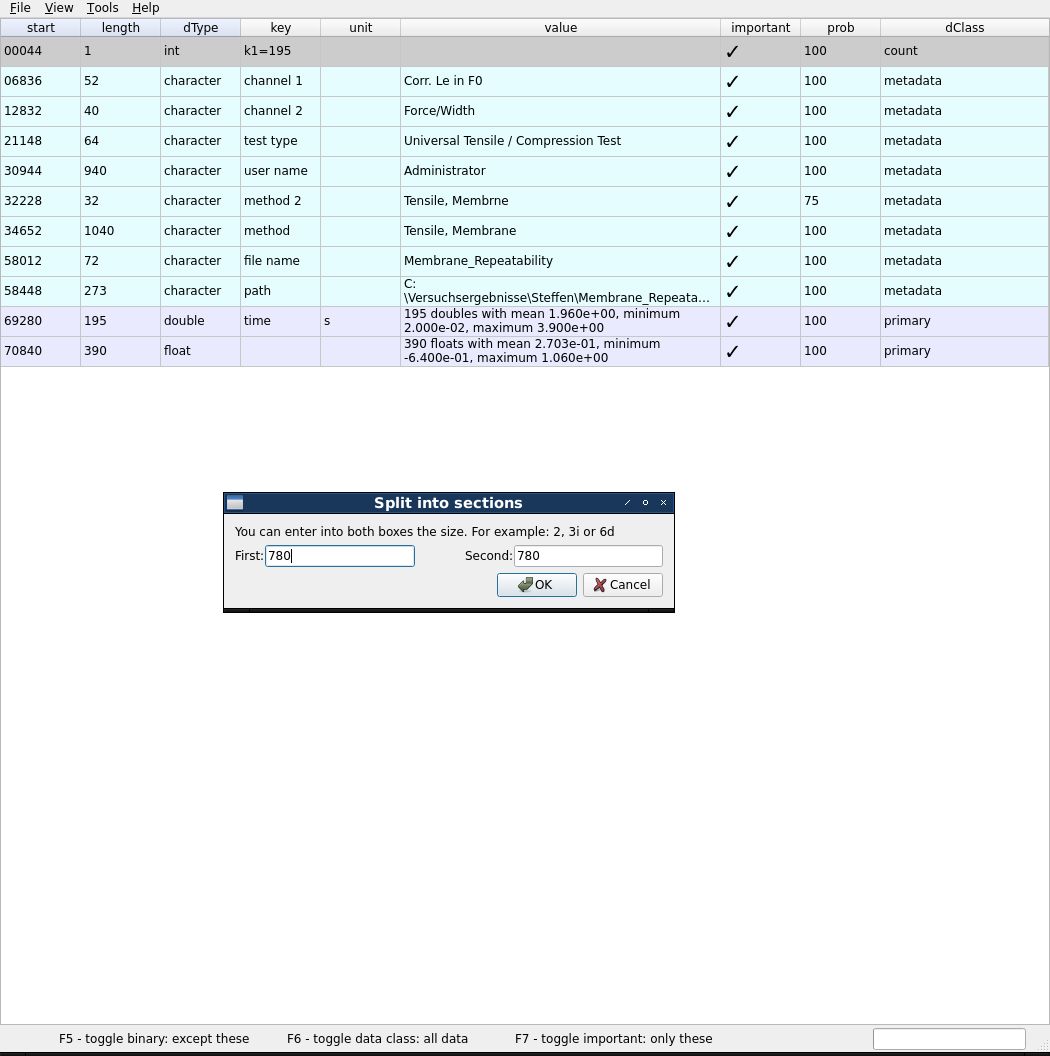 File View Tools Help
start length dType key unit value important prob dClass
00044 1 int k1=195 ✓ 100 count
06836 52 character channel 1 Corr. Le in F0 ✓ 100 metadata
12832 40 character channel 2 Force/Width ✓ 100 metadata
21148 64 character test type Universal Tensile / Compression Test ✓ 100 metadata
30944 940 character user name Administrator ✓ 100 metadata
32228 32 character method 2 Tensile, Membrne ✓ 75 metadata
34652 1040 character method Tensile, Membrane ✓ 100 metadata
58012 72 character file name Membrane_Repeatability ✓ 100 metadata
58448 273 character path C:
\Versuchsergebnisse\Steffen\Membrane_Repeata... ✓ 100 metadata
69280 195 double time s 195 doubles with mean 1.960e+00, minimum
2.000e-02, maximum 3.900e+00 ✓ 100 primary
70840 390 float 390 floats with mean 2.703e-01, minimum
-6.400e-01, maximum 1.060e+00 ✓ 100 primary
Split into sections
You can enter into both boxes the size. For example: 2, 3i or 6d
First: 780 Second: 780
OK Cancel
F5 - toggle binary: except these F6 - toggle data class: all data F7 - toggle important: only these